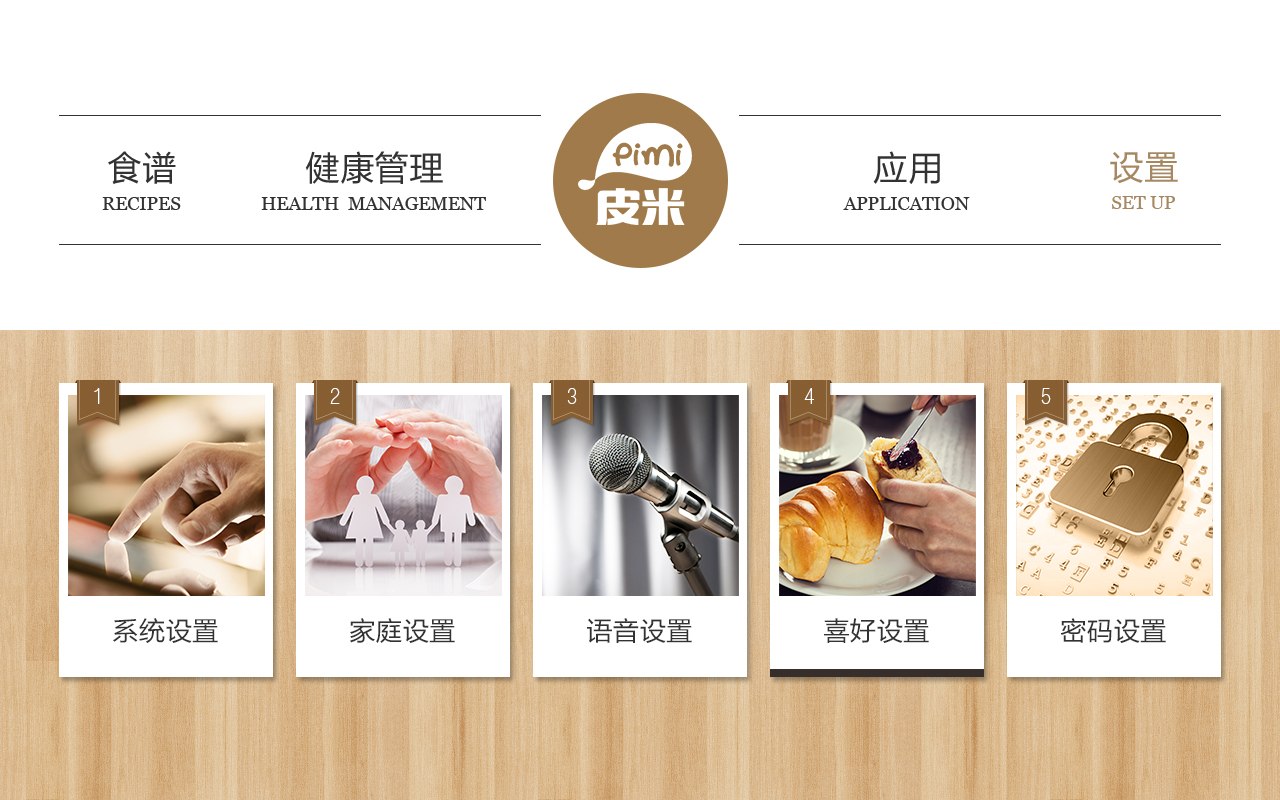 食谱
RECIPES
健康管理
HEALTH MANAGEMENT
Pimi
皮米
应用
APPLICATION
设置
SET UP
1
系统设置
2
家庭设置
3
语音设置
4
喜好设置
5
密码设置